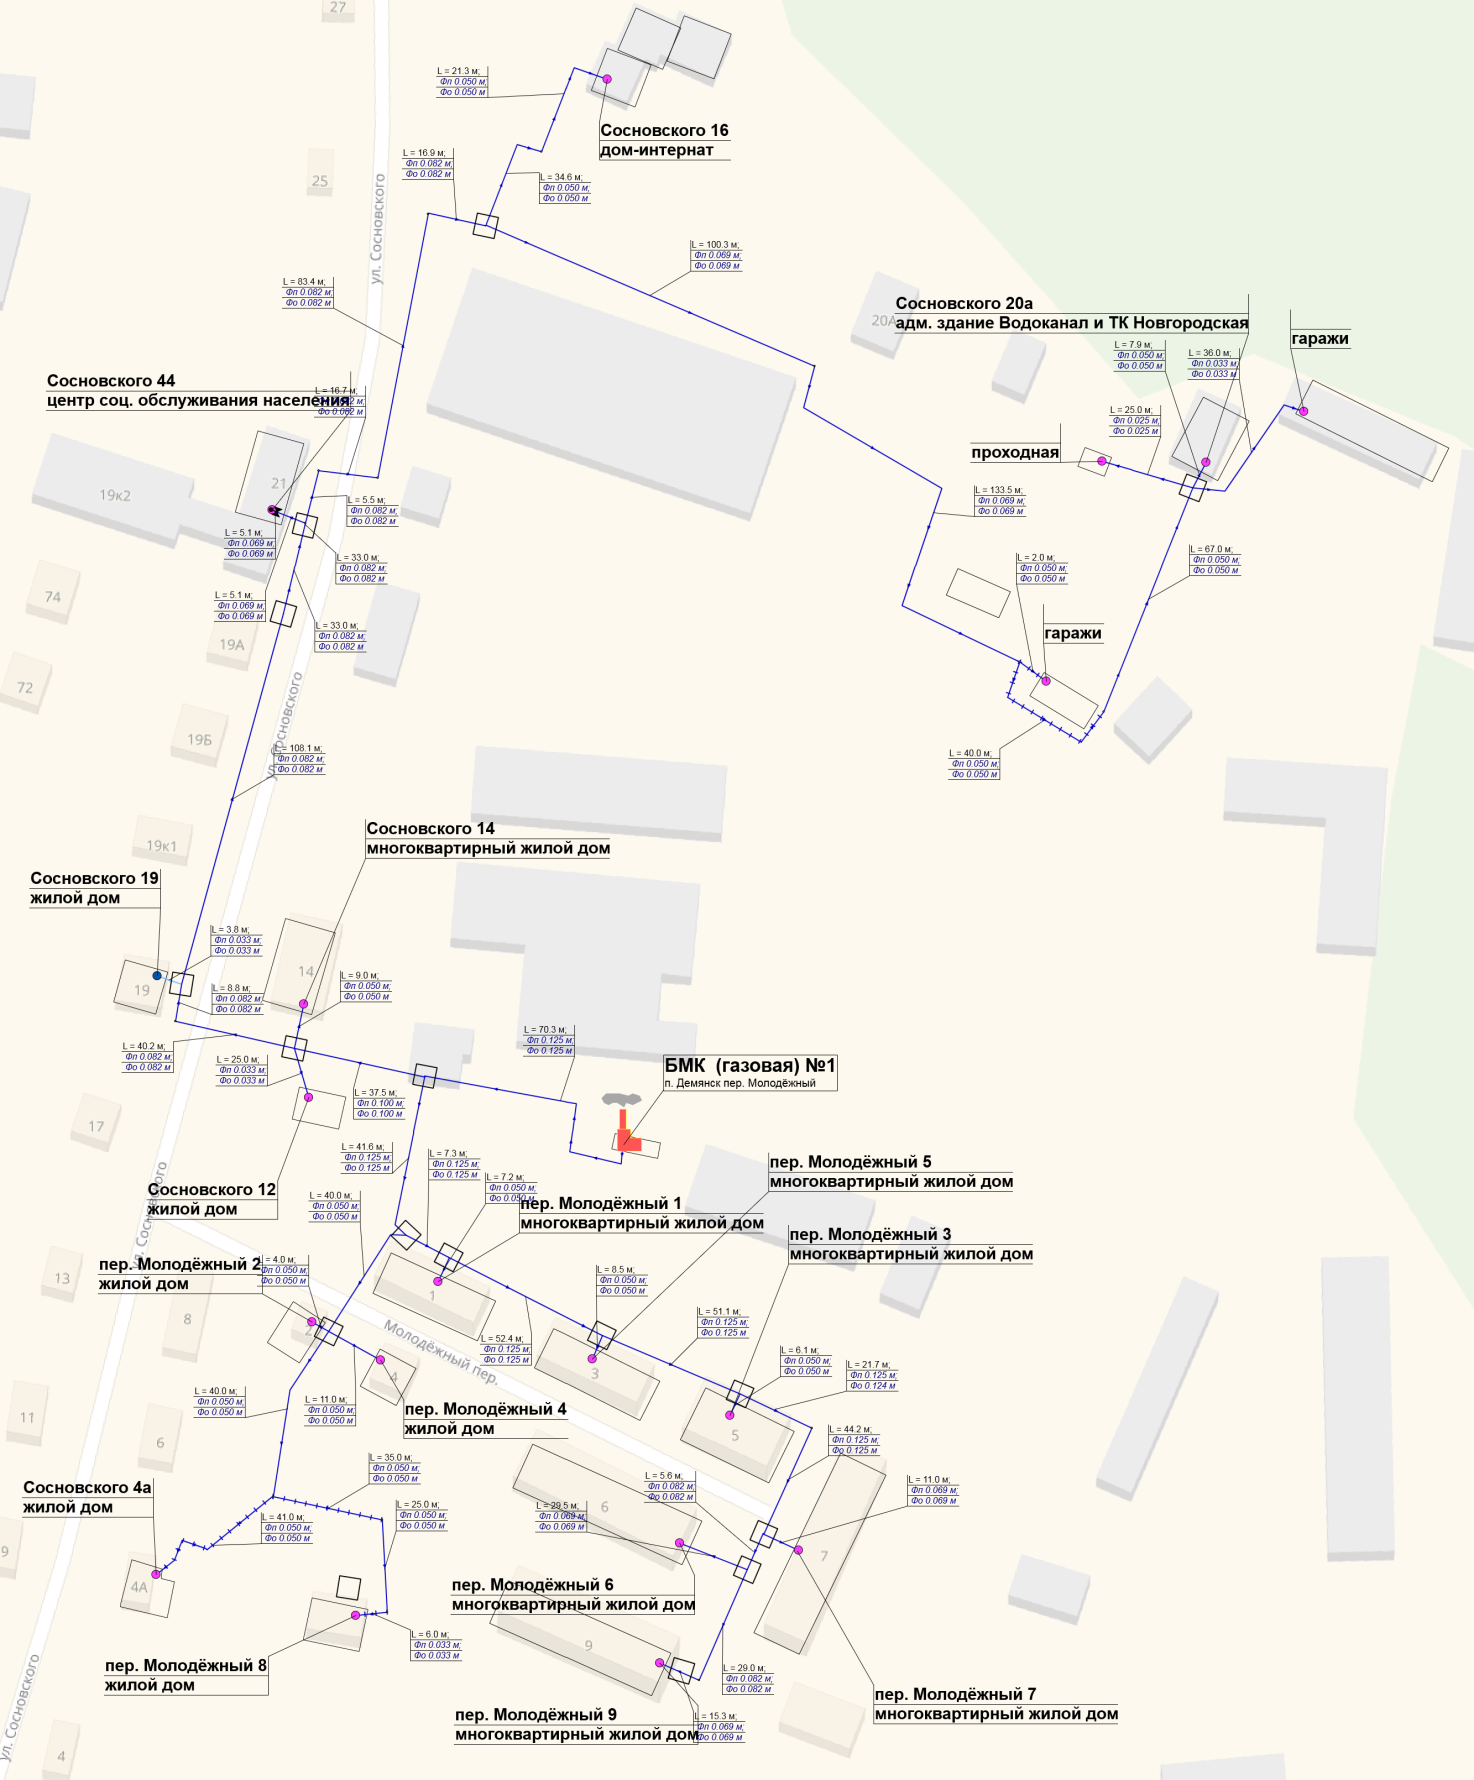 27
L = 21.3 м;
Фп 0.050 м;
Фо 0.050 м
Сосновского 16
дом-интернат
L = 16.9 м;
Фп 0.082 м;
Фо 0.082 м
25
L = 34.6 м;
Фп 0.050 м;
Фо 0.050 м
ул. Сосновского
L = 100.3 м;
Фп 0.069 м;
Фо 0.069 м
L = 83.4 м;
Фп 0.082 м;
Фо 0.082 м
20А
Сосновского 20а
адм. здание Водоканал и ТК Новгородская
гаражи
L = 7.9 м;
Фп 0.050 м;
Фо 0.050 м
L = 36.0 м;
Фп 0.033 м;
Фо 0.033 м
Сосновского 44
центр соц. обслуживания населения
L = 16.7 м;
Фп 0.082 м;
Фо 0.082 м
L = 25.0 м;
Фп 0.025 м;
Фо 0.025 м
проходная
19к2
21
L = 5.5 м;
Фп 0.082 м;
Фо 0.082 м
L = 133.5 м;
Фп 0.069 м;
Фо 0.069 м
L = 5.1 м;
Фп 0.069 м;
Фо 0.069 м
L = 33.0 м;
Фп 0.082 м;
Фо 0.082 м
L = 2.0 м;
Фп 0.050 м;
Фо 0.050 м
L = 67.0 м;
Фп 0.050 м;
Фо 0.050 м
74
L = 5.1 м;
Фп 0.069 м;
Фо 0.069 м
19А
L = 33.0 м;
Фп 0.082 м;
Фо 0.082 м
гаражи
72
ул. Сосновского
19Б
L = 108.1 м;
Фп 0.082 м;
Фо 0.082 м
L = 40.0 м;
Фп 0.050 м;
Фо 0.050 м
19к1
Сосновского 14
многоквартирный жилой дом
Сосновского 19
жилой дом
L = 3.8 м;
Фп 0.033 м;
Фо 0.033 м
14
19
L = 9.0 м;
Фп 0.050 м;
Фо 0.050 м
L = 8.8 м;
Фп 0.082 м;
Фо 0.082 м
L = 40.2 м;
Фп 0.082 м;
Фо 0.082 м
L = 25.0 м;
Фп 0.033 м;
Фо 0.033 м
L = 70.3 м;
Фп 0.125 м;
Фо 0.125 м
БМК (газовая) №1
п. Демянск пер. Молодёжный
L = 37.5 м;
Фп 0.100 м;
Фо 0.100 м
17
L = 41.6 м;
Фп 0.125 м;
Фо 0.125 м
L = 7.3 м;
Фп 0.125 м;
Фо 0.125 м
L = 7.2 м;
Фп 0.050 м;
Фо 0.050 м
пер. Молодёжный 5
многоквартирный жилой дом
Сосновского 12
жилой дом
ул. Сосновского
L = 40.0 м;
Фп 0.050 м;
Фо 0.050 м
пер. Молодёжный 1
многоквартирный жилой дом
пер. Молодёжный 3
многоквартирный жилой дом
пер. Молодёжный 2
жилой дом
L = 4.0 м;
Фп 0.050 м;
Фо 0.050 м
13
1
L = 8.5 м;
Фп 0.050 м;
Фо 0.050 м
8
2
Молодёжный пер.
L = 52.4 м;
Фп 0.125 м;
Фо 0.125 м
L = 51.1 м;
Фп 0.125 м;
Фо 0.125 м
4
3
L = 6.1 м;
Фп 0.050 м;
Фо 0.050 м
L = 21.7 м;
Фп 0.125 м;
Фо 0.124 м
L = 40.0 м;
Фп 0.050 м;
Фо 0.050 м
L = 11.0 м;
Фп 0.050 м;
Фо 0.050 м
пер. Молодёжный 4
жилой дом
11
6
5
L = 44.2 м;
Фп 0.125 м;
Фо 0.125 м
L = 35.0 м;
Фп 0.050 м;
Фо 0.050 м
Сосновского 4а
жилой дом
L = 5.6 м;
Фп 0.082 м;
Фо 0.082 м
L = 11.0 м;
Фп 0.069 м;
Фо 0.069 м
L = 25.0 м;
Фп 0.050 м;
Фо 0.050 м
L = 29.5 м;
Фп 0.069 м;
Фо 0.069 м
6
L = 41.0 м;
Фп 0.050 м;
Фо 0.050 м
9
7
4А
пер. Молодёжный 6
многоквартирный жилой дом
L = 6.0 м;
Фп 0.033 м;
Фо 0.033 м
9
пер. Молодёжный 8
жилой дом
L = 29.0 м;
Фп 0.082 м;
Фо 0.082 м
пер. Молодёжный 7
многоквартирный жилой дом
пер. Молодёжный 9
многоквартирный жилой дом
L = 15.3 м;
Фп 0.069 м;
Фо 0.069 м
ул. Сосновского
4